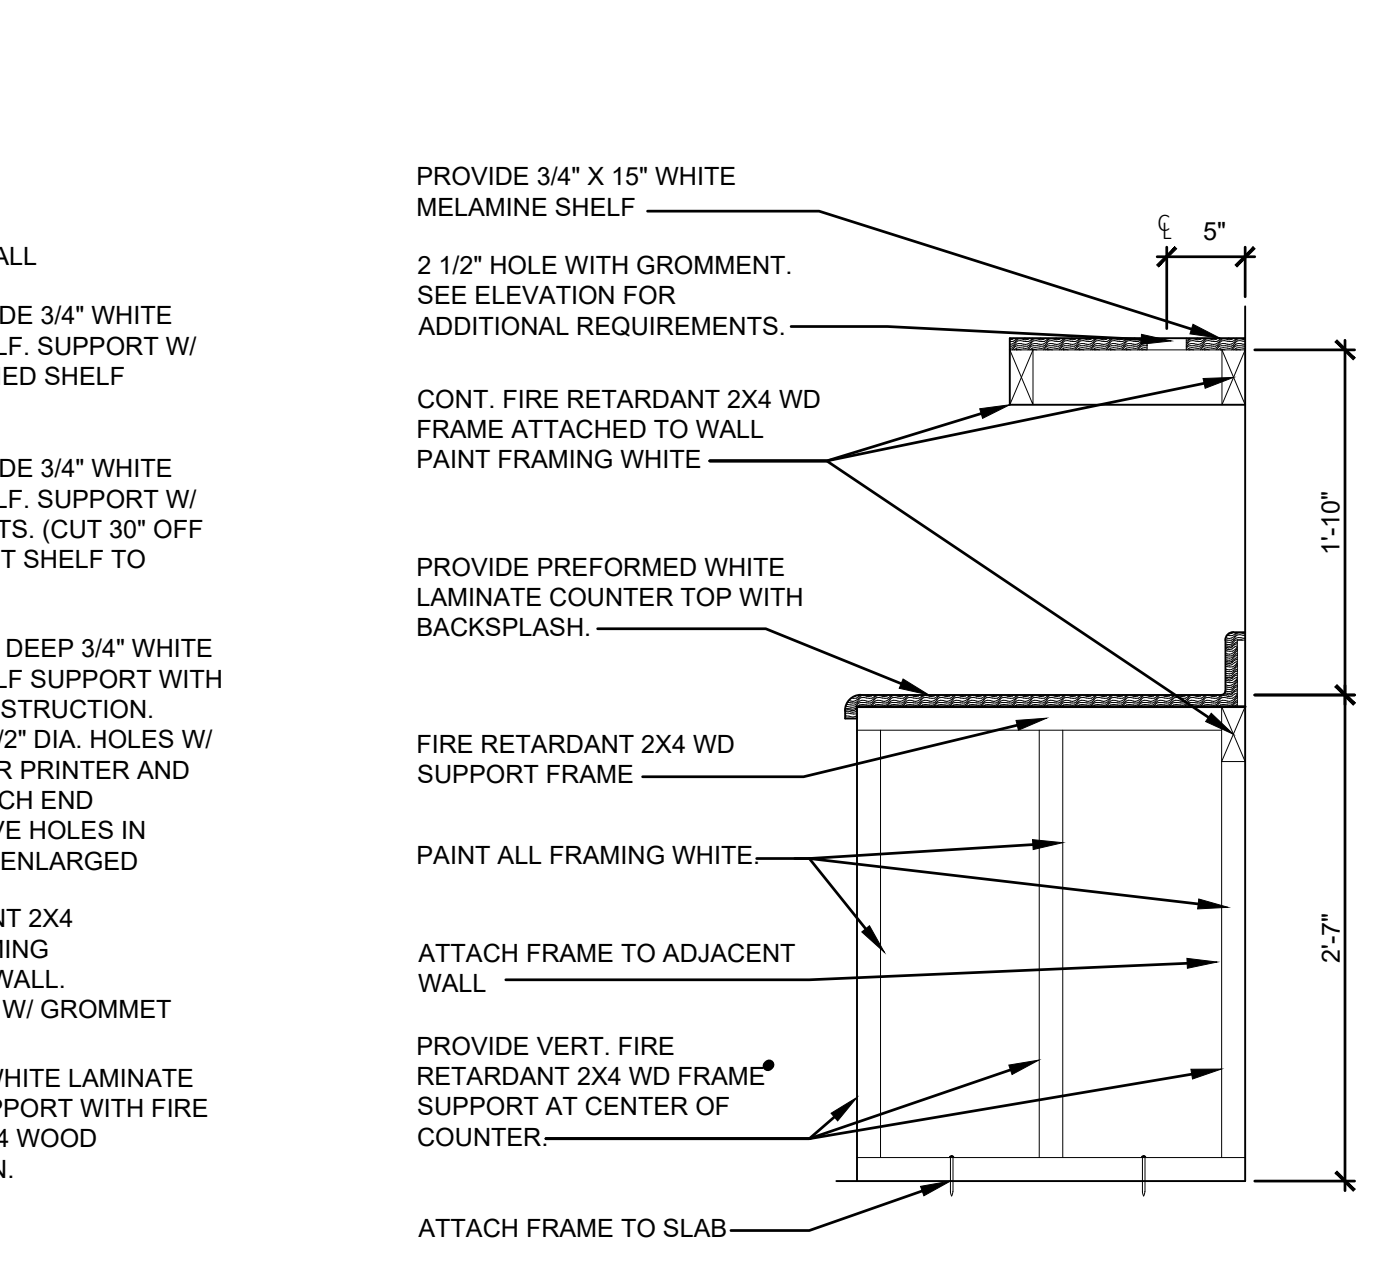 ALL
DE 3/4" WHITE
LF. SUPPORT W/
ED SHELF
DE 3/4" WHITE
LF. SUPPORT W/
TS. (CUT 30" OFF
T SHELF TO
DEEP 3/4" WHITE
LF SUPPORT WITH
STRUCTION.
/2" DIA. HOLES W/
R PRINTER AND
CH END
VE HOLES IN
ENLARGED
NT 2X4
MING
WALL.
W/ GROMMET
WHITE LAMINATE
PPORT WITH FIRE
4 WOOD
N.
PROVIDE 3/4" X 15" WHITE
MELAMINE SHELF
2 1/2" HOLE WITH GROMMENT.
SEE ELEVATION FOR
ADDITIONAL REQUIREMENTS.
CONT. FIRE RETARDANT 2X4 WD
FRAME ATTACHED TO WALL
PAINT FRAMING WHITE
PROVIDE PREFORMED WHITE
LAMINATE COUNTER TOP WITH
BACKSPLASH.
FIRE RETARDANT 2X4 WD
SUPPORT FRAME
PAINT ALL FRAMING WHITE.
ATTACH FRAME TO ADJACENT
WALL
PROVIDE VERT. FIRE
RETARDANT 2X4 WD FRAME
SUPPORT AT CENTER OF
COUNTER.
ATTACH FRAME TO SLAB
℄ 5"
1'-10"
2'-7"